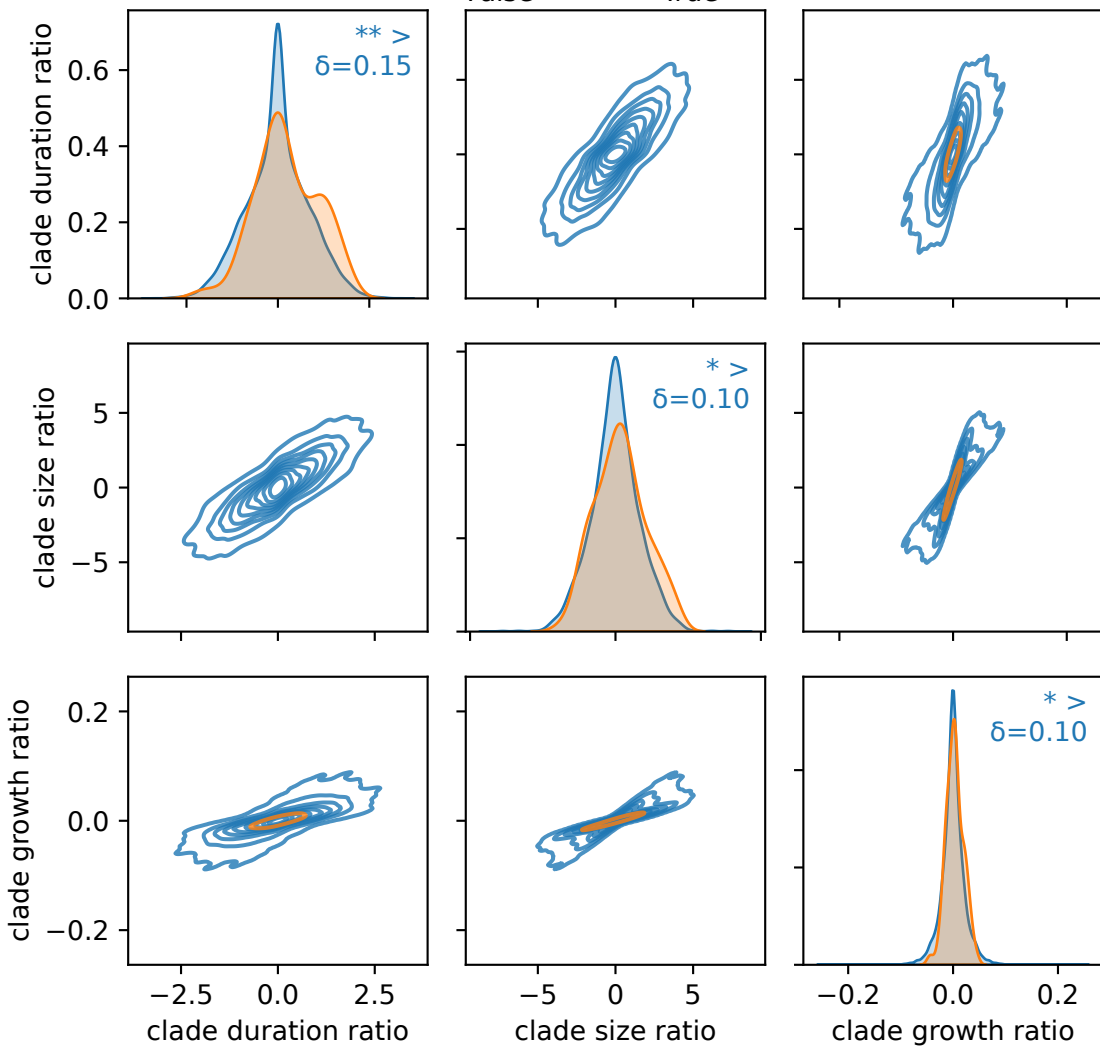 clade duration ratio
0.6
0.4
0.2
0.0
** >
δ=0.15
clade size ratio
5
0
−5
* >
δ=0.10
clade growth ratio
0.2
0.0
−0.2
* >
δ=0.10
−2.5 0.0 2.5
clade duration ratio
−5 0 5
clade size ratio
−0.2 0.0 0.2
clade growth ratio